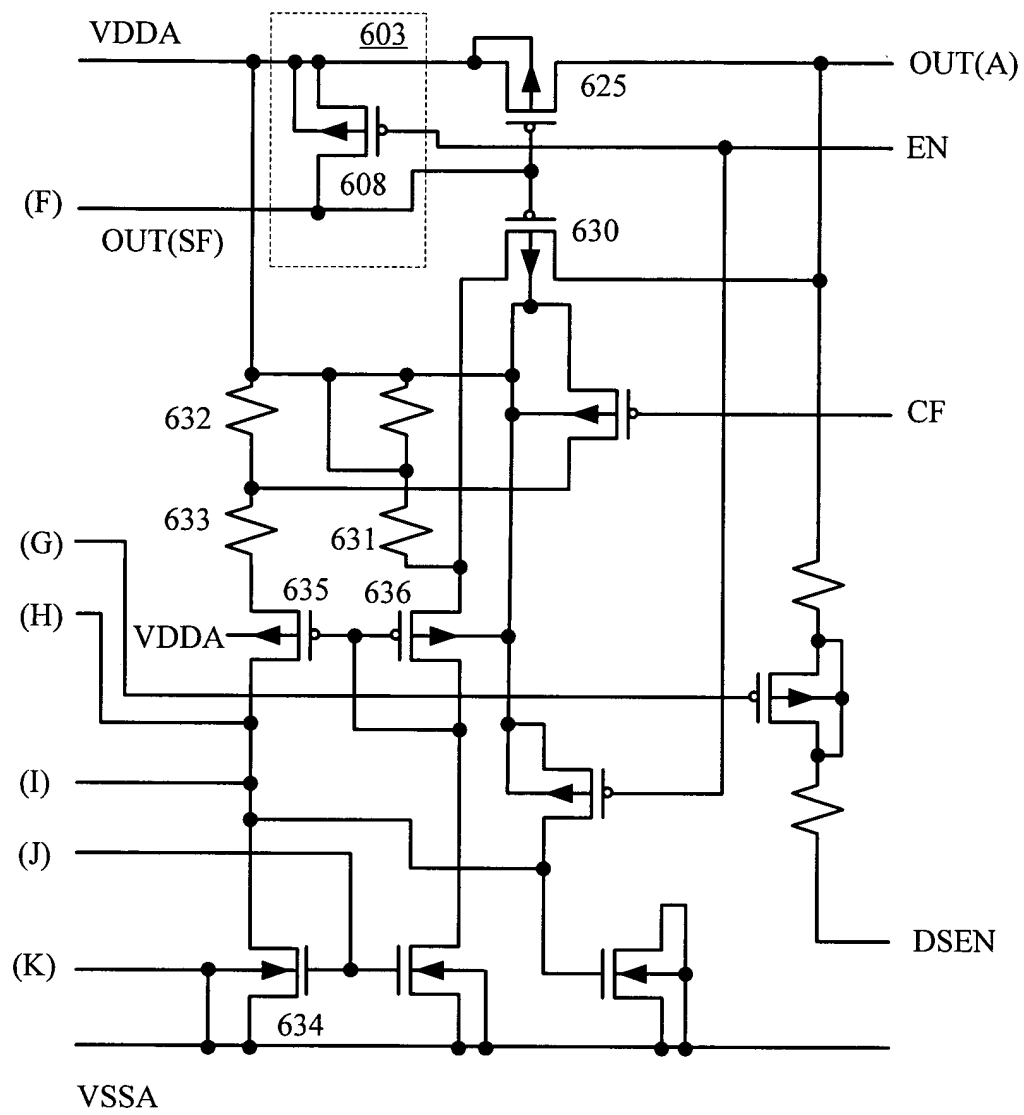 VDDA
603
OUT(A)
625
EN
608
(F)
OUT(SF)
630
632
CF
633
631
(G)
635
636
(H)
VDDA
(I)
(J)
DSEN
(K)
634
VSSA